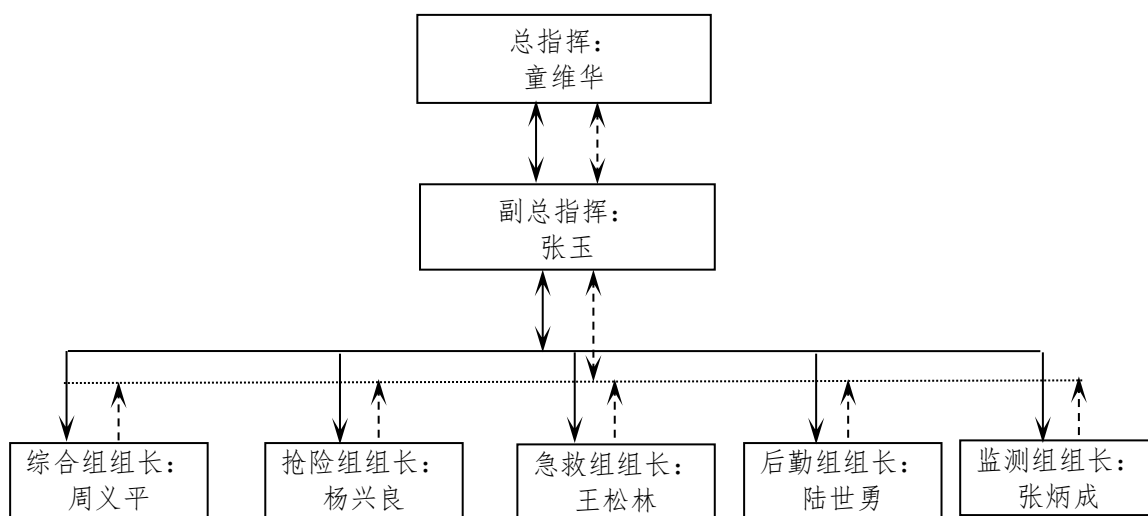 总指挥：
童维华
副总指挥：
张玉
综合组组长：
周义平
抢险组组长：
杨兴良
急救组组长：
王松林
后勤组组长：
陆世勇
监测组组长：
张炳成